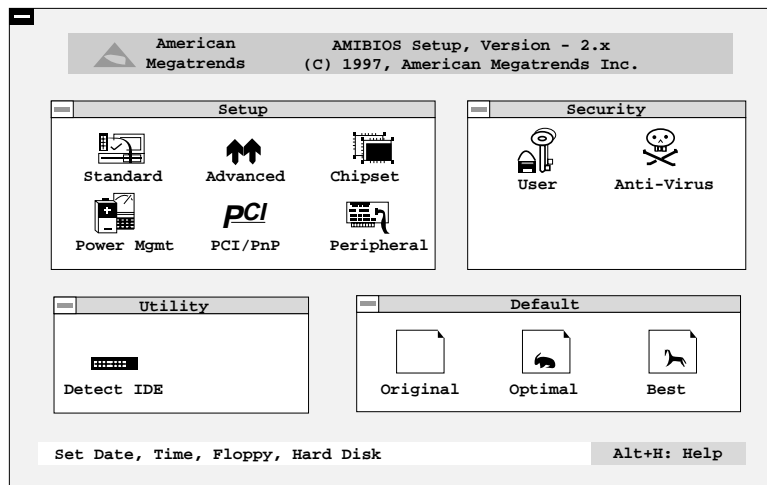 American Megatrends
AMIBIOS Setup, Version - 2.x
(C) 1997, American Megatrends Inc.
Setup
Standard
Advanced
Chipset
Power Mgmt
PCI
PCI/PnP
Peripheral
Security
User
Anti-Virus
Utility
Detect IDE
Default
Original
Optimal
Best
Set Date, Time, Floppy, Hard Disk
Alt+H: Help